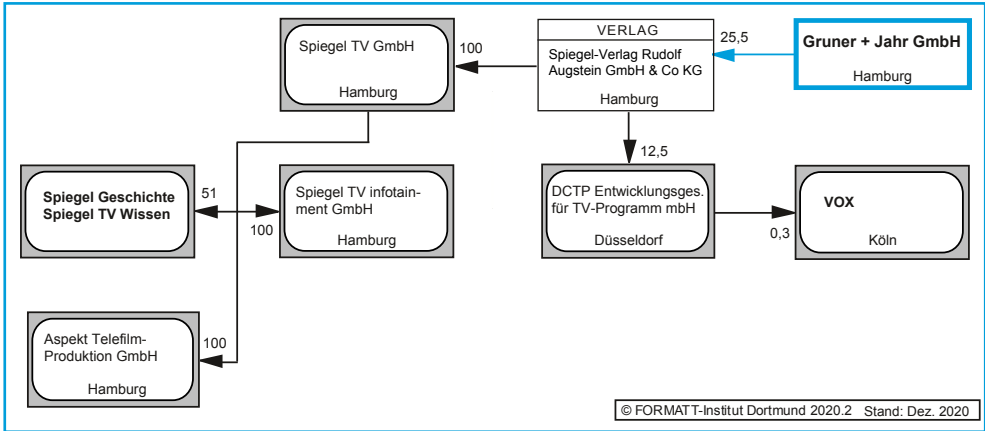 Spiegel TV GmbH
Hamburg
100
VERLAG
Spiegel-Verlag Rudolf
Augstein GmbH & Co KG
Hamburg
25,5
Gruner + Jahr GmbH
Hamburg
Spiegel Geschichte
Spiegel TV Wissen
51
100
Spiegel TV infotain-
ment GmbH
Hamburg
12,5
DCTP Entwicklungsges.
für TV-Programm mbH
Düsseldorf
0,3
VOX
Köln
Aspekt Telefilm-
Produktion GmbH
Hamburg
100
© FORMATT-Institut Dortmund 2020.2 Stand: Dez. 2020